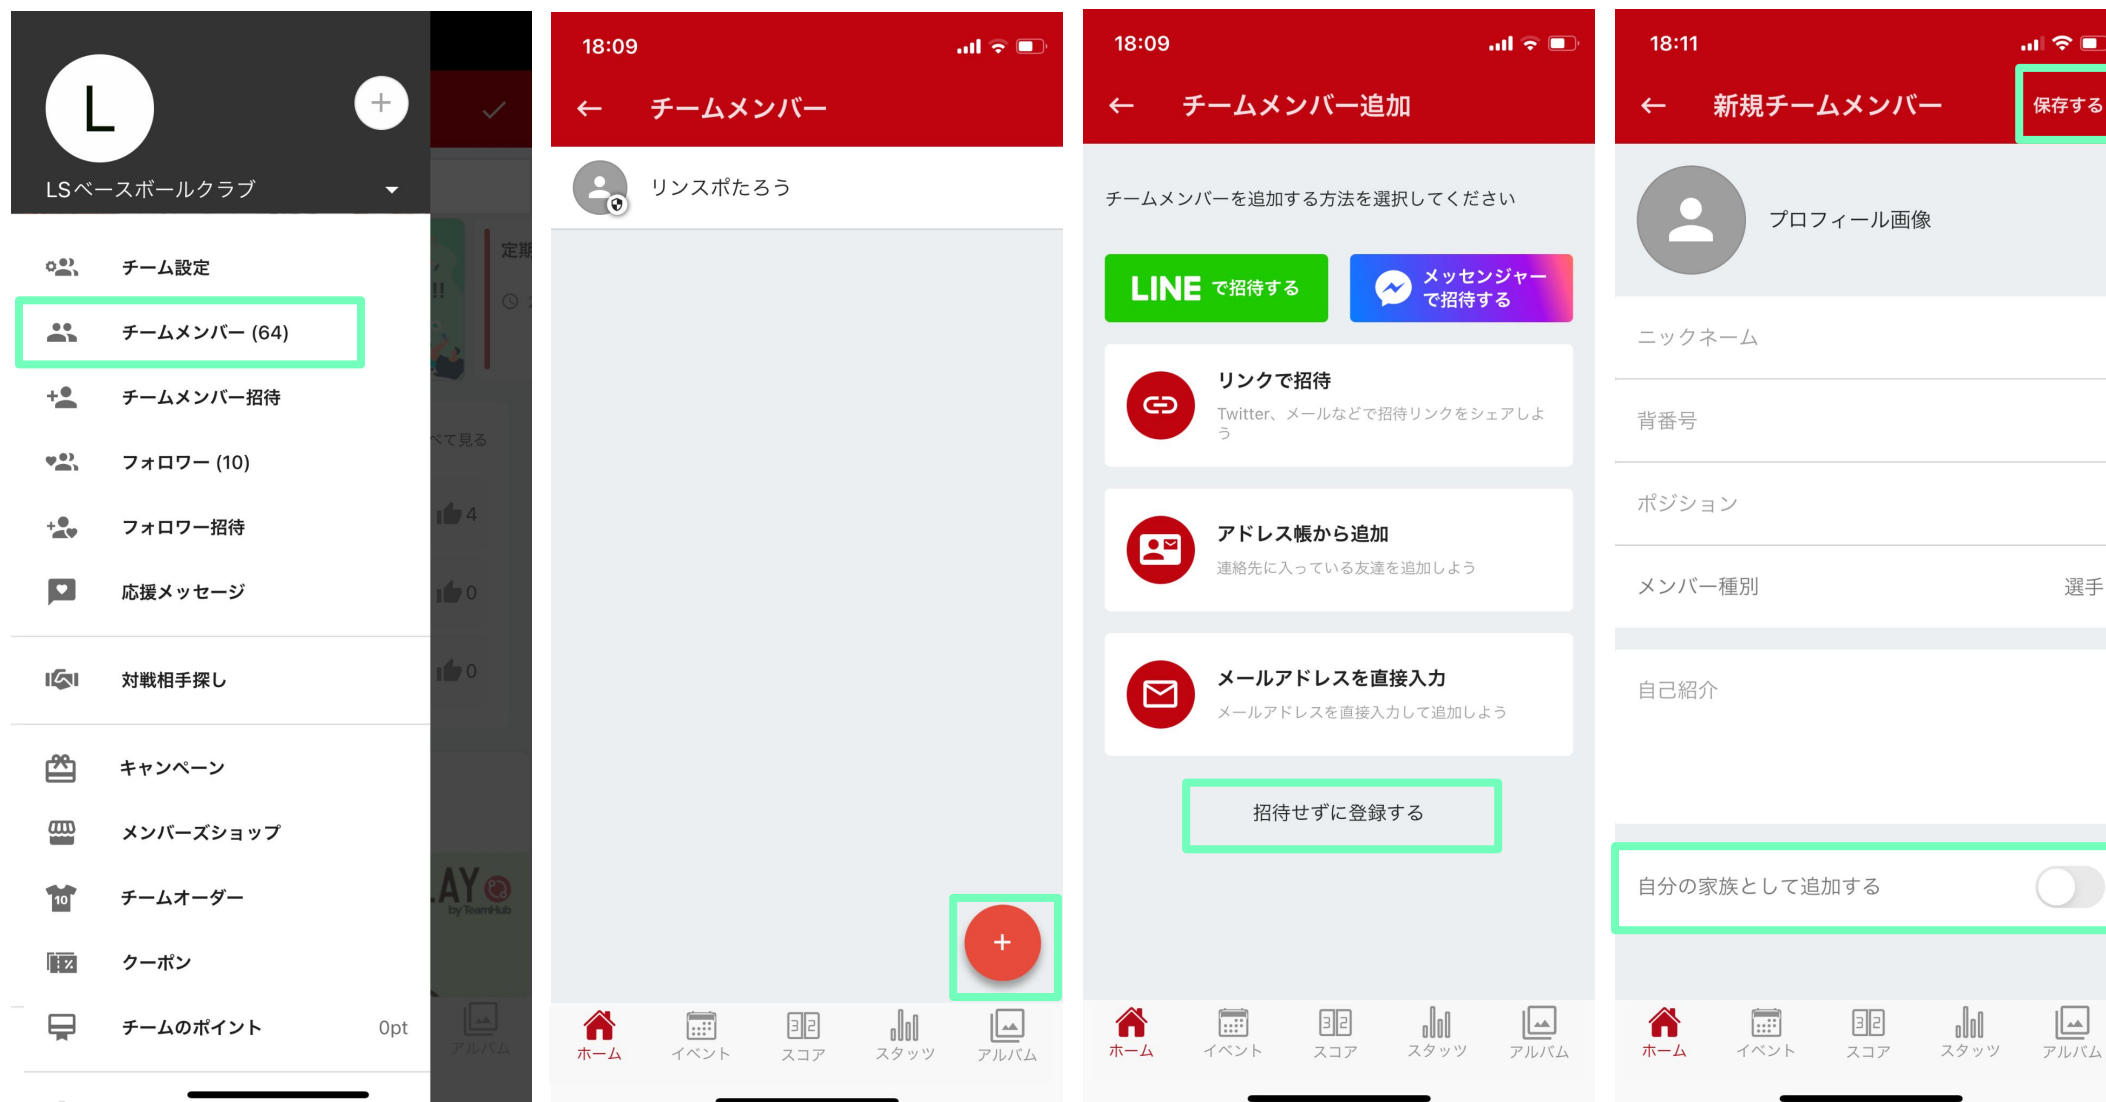 L
+
LSベースボールクラブ
チーム設定
チームメンバー (64)
チームメンバー招待
フォロワー (10)
フォロワー招待
応援メッセージ
対戦相手探し
キャンペーン
メンバーズショップ
10
チームオーダー
クーポン
チームのポイント
0pt
定期
!!
べて見る
4
0
0
LAY
by TeamHub
アルバム
18:09
チームメンバー
リンスポたろう
+
ホーム
イベント
スコア
スタッツ
アルバム
18:09
チームメンバー追加
チームメンバーを追加する方法を選択してください
LINE で招待する
メッセンジャー
で招待する
リンクで招待
Twitter、メールなどで招待リンクをシェアしよ
う
アドレス帳から追加
連絡先に入っている友達を追加しよう
メールアドレスを直接入力
メールアドレスを直接入力して追加しよう
招待せずに登録する
ホーム
イベント
スコア
スタッツ
アルバム
18:11
新規チームメンバー
保存する
プロフィール画像
ニックネーム
背番号
ポジション
メンバー種別
選手
自己紹介
自分の家族として追加する
ホーム
イベント
スコア
スタッツ
アルバム